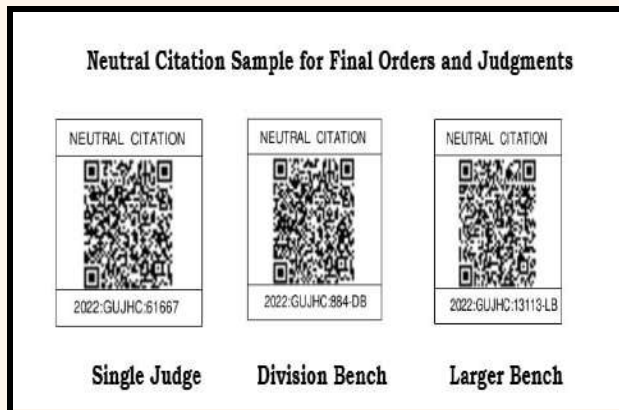 Neutral Citation Sample for Final Orders and Judgments
NEUTRAL CITATION
2022:GUJHC:61667
Single Judge
NEUTRAL CITATION
2022:GUJHC:884-DB
Division Bench
NEUTRAL CITATION
2022:GUJHC:13113-LB
Larger Bench